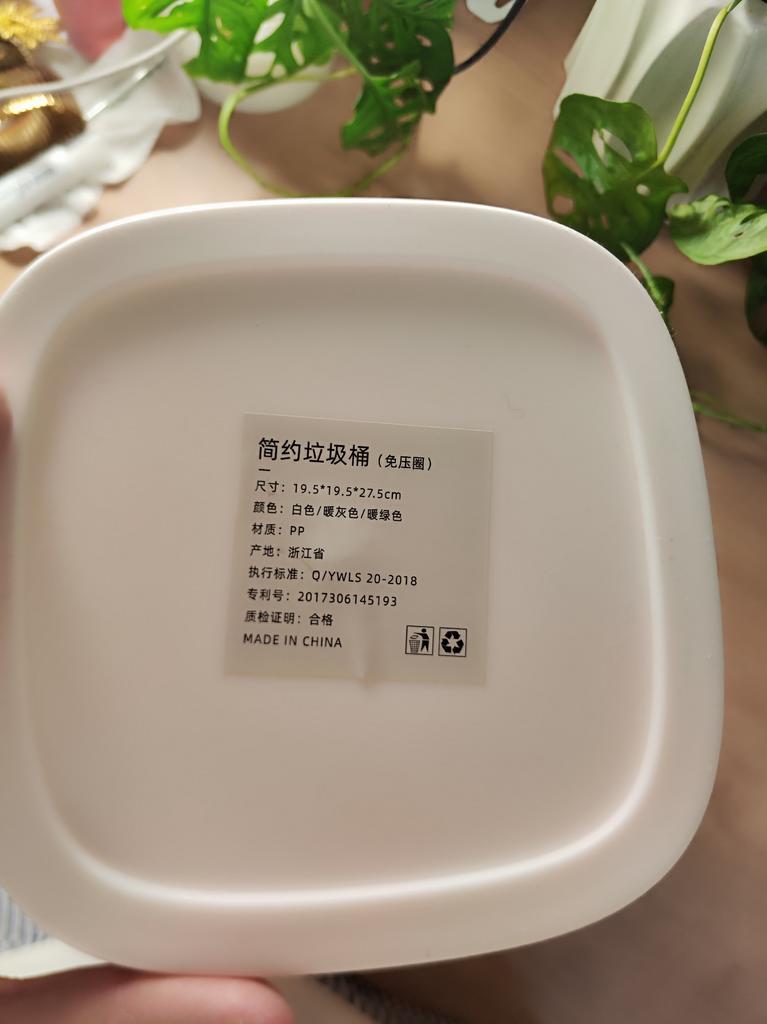 简约垃圾桶（免压圈）
尺寸：19.5*19.5*27.5cm
颜色：白色/暖灰色/暖绿色
材质：PP
产地：浙江省
执行标准：Q/YWLS 20-2018
专利号：2017306145193
质检证明：合格
MADE IN CHINA